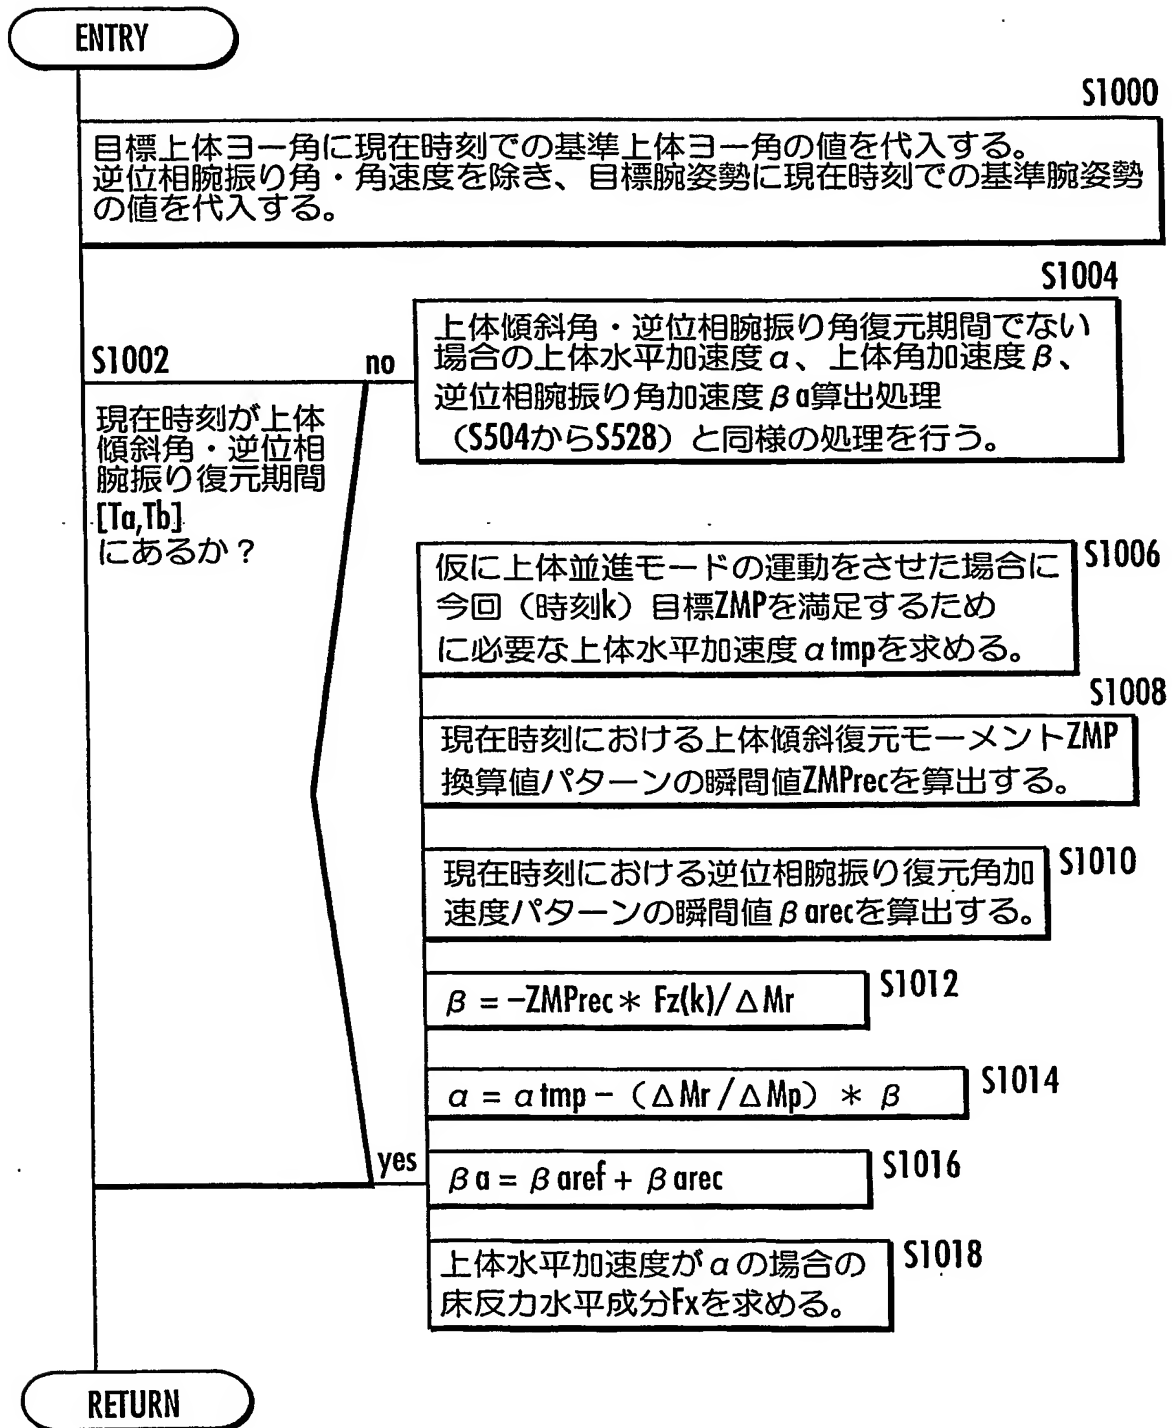 ENTRY
S1000
目標上体ヨー角に現在時刻での基準上体ヨー角の値を代入する。
逆位相腕振り角・角速度を除き、目標腕姿勢に現在時刻での基準腕姿勢
の値を代入する。
S1004
上体傾斜角・逆位相腕振り角復元期間でない
場合の上体水平加速度α、上体角加速度β、
逆位相腕振り角加速度βa算出処理
（S504からS528）と同様の処理を行う。
S1002
no
現在時刻が上体
傾斜角・逆位相
腕振り復元期間
[Ta,Tb]
にあるか？
S1006
仮に上体並進モードの運動をさせた場合に
今回（時刻k）目標ZMPを満足するため
に必要な上体水平加速度αtmpを求める。
S1008
現在時刻における上体傾斜復元モーメントZMP
換算値パターンの瞬間値ZMPrecを算出する。
S1010
現在時刻における逆位相腕振り復元角加
速度パターンの瞬間値βarecを算出する。
S1012
β = −ZMPrec＊ Fz(k)/ΔMr
S1014
α = αtmp −（ΔMr/ΔMp）＊ β
yes
S1016
βa = βaref + βarec
S1018
上体水平加速度がαの場合の
床反力水平成分Fxを求める。
RETURN